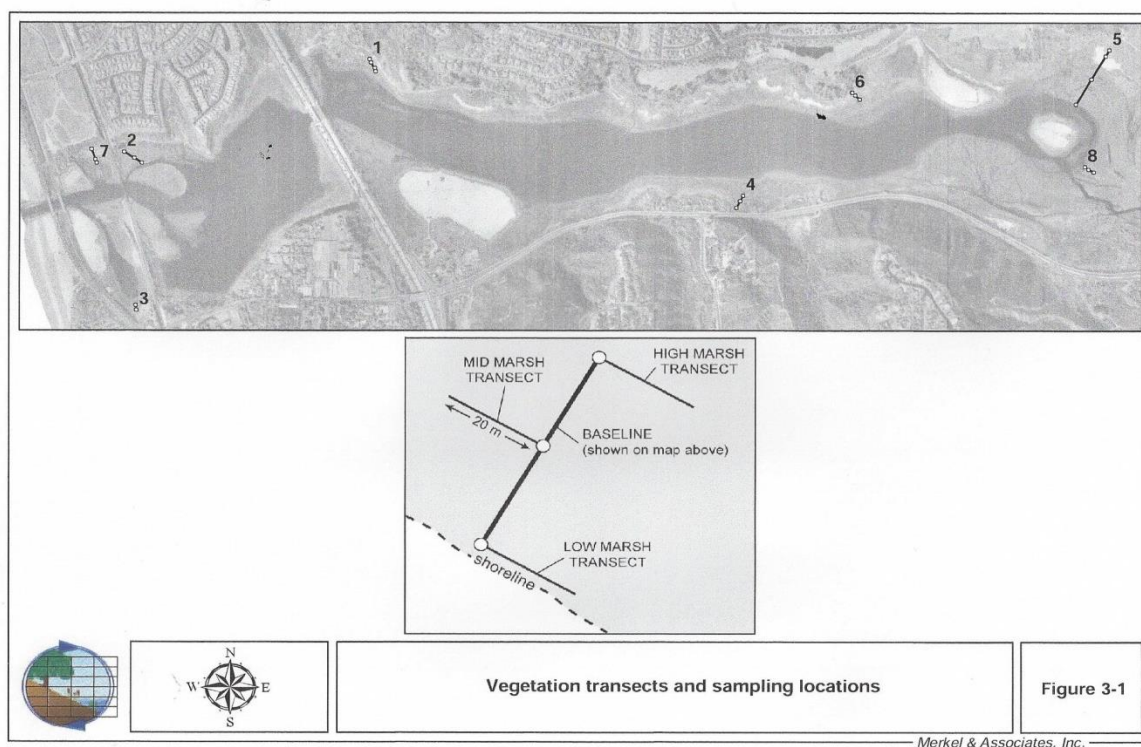 1
5
6
7
2
8
4
3
MID MARSH
TRANSECT
HIGH MARSH
TRANSECT
20 m
BASELINE
(shown on map above)
LOW MARSH
TRANSECT
shoreline
N
W E
S
Vegetation transects and sampling locations
Figure 3-1
Merkel & Associates, Inc.